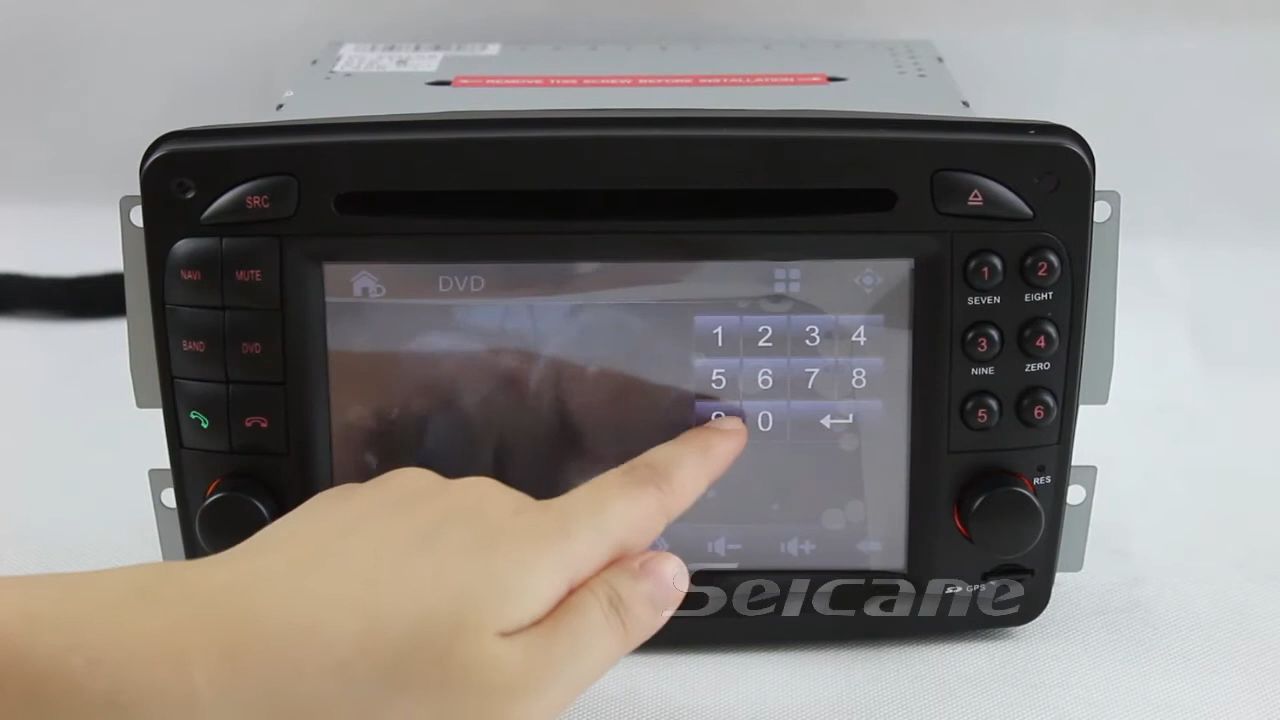 REMOVE THIS SCREW BEFORE INSTALLATION
SRC
NAVI MUTE
BAND DVD
DVD
1 2 3 4
5 6 7 8
9 0
1 2
SEVEN EIGHT
3 4
NINE ZERO
5 6
RES
GPS
Seicane